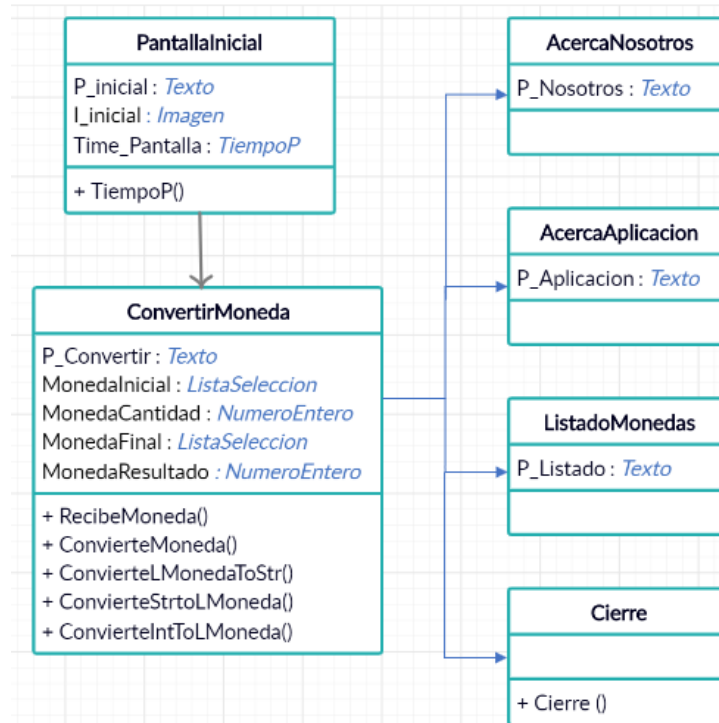 PantallaInicial
P_inicial : Texto
I_inicial : Imagen
Time_Pantalla : TiempoP
+ TiempoP()
ConvertirMoneda
P_Convertir : Texto
MonedaInicial : ListaSeleccion
MonedaCantidad : NumeroEntero
MonedaFinal : ListaSeleccion
MonedaResultado : NumeroEntero
+ RecibeMoneda()
+ ConvierteMoneda()
+ ConvierteLMonedaToStr()
+ ConvierteStrtoLMoneda()
+ ConvierteIntToLMoneda()
AcercaNosotros
P_Nosotros : Texto
AcercaAplicacion
P_Aplicacion : Texto
ListadoMonedas
P_Listado : Texto
Cierre
+ Cierre ()